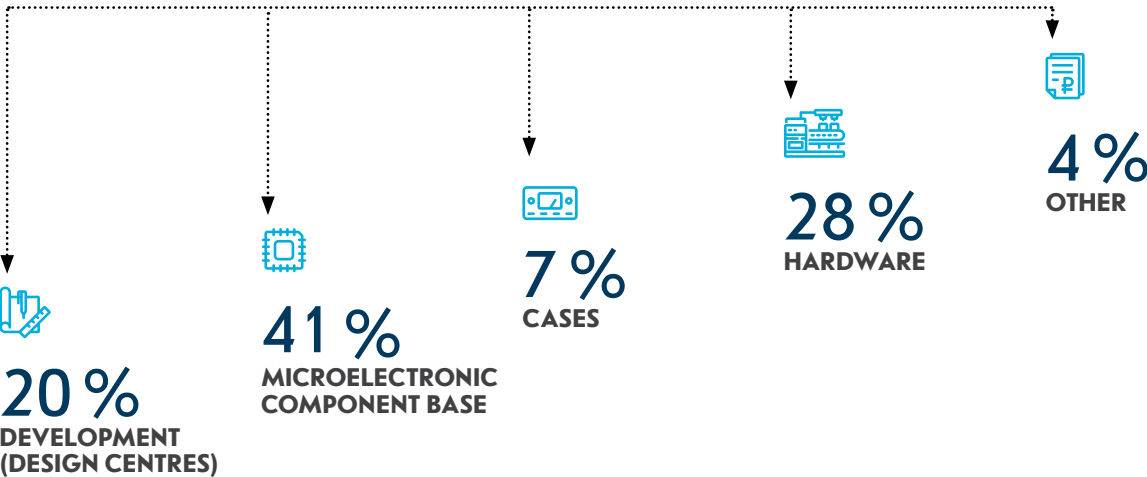 20 %
DEVELOPMENT
(DESIGN CENTRES)
41 %
MICROELECTRONIC
COMPONENT BASE
7 %
CASES
28 %
HARDWARE
₽
4 %
OTHER